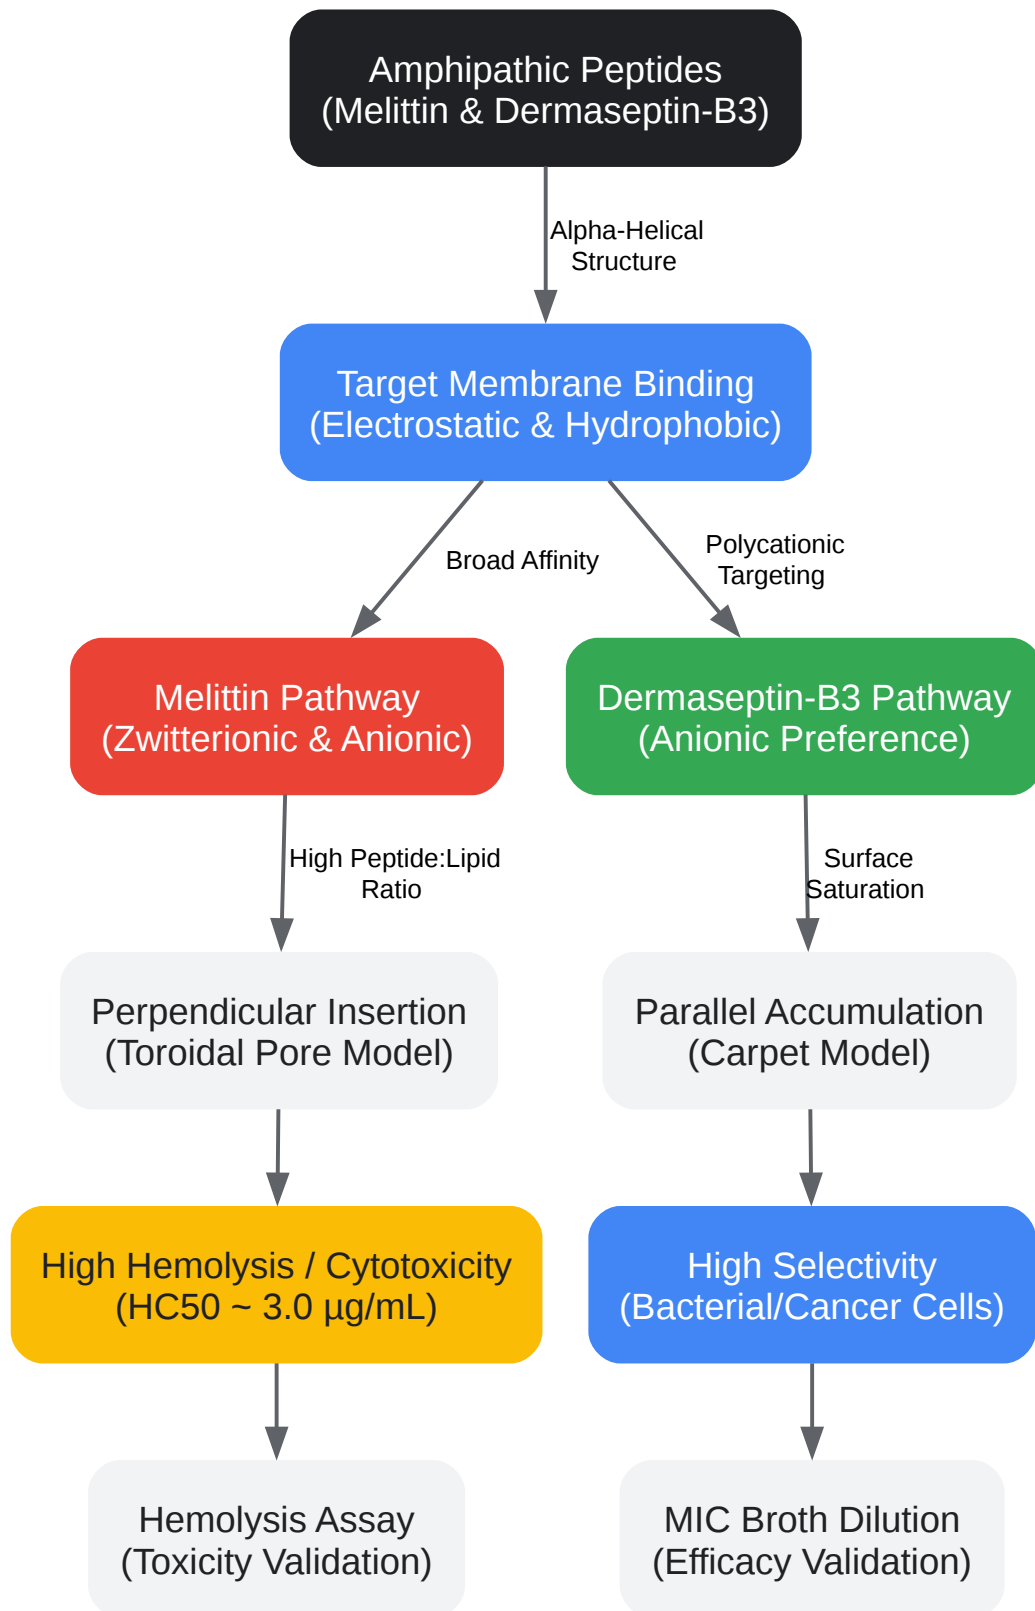 Amphipathic Peptides
(Melittin & Dermaseptin-B3)
Alpha-Helical
Structure
Target Membrane Binding
(Electrostatic & Hydrophobic)
Broad Affinity
Polycationic
Targeting
Melittin Pathway
(Zwitterionic & Anionic)
Dermaseptin-B3 Pathway
(Anionic Preference)
High Peptide:Lipid
Ratio
Surface
Saturation
Perpendicular Insertion
(Toroidal Pore Model)
Parallel Accumulation
(Carpet Model)
High Hemolysis / Cytotoxicity
(HC50 ~ 3.0 µg/mL)
High Selectivity
(Bacterial/Cancer Cells)
Hemolysis Assay
(Toxicity Validation)
MIC Broth Dilution
(Efficacy Validation)